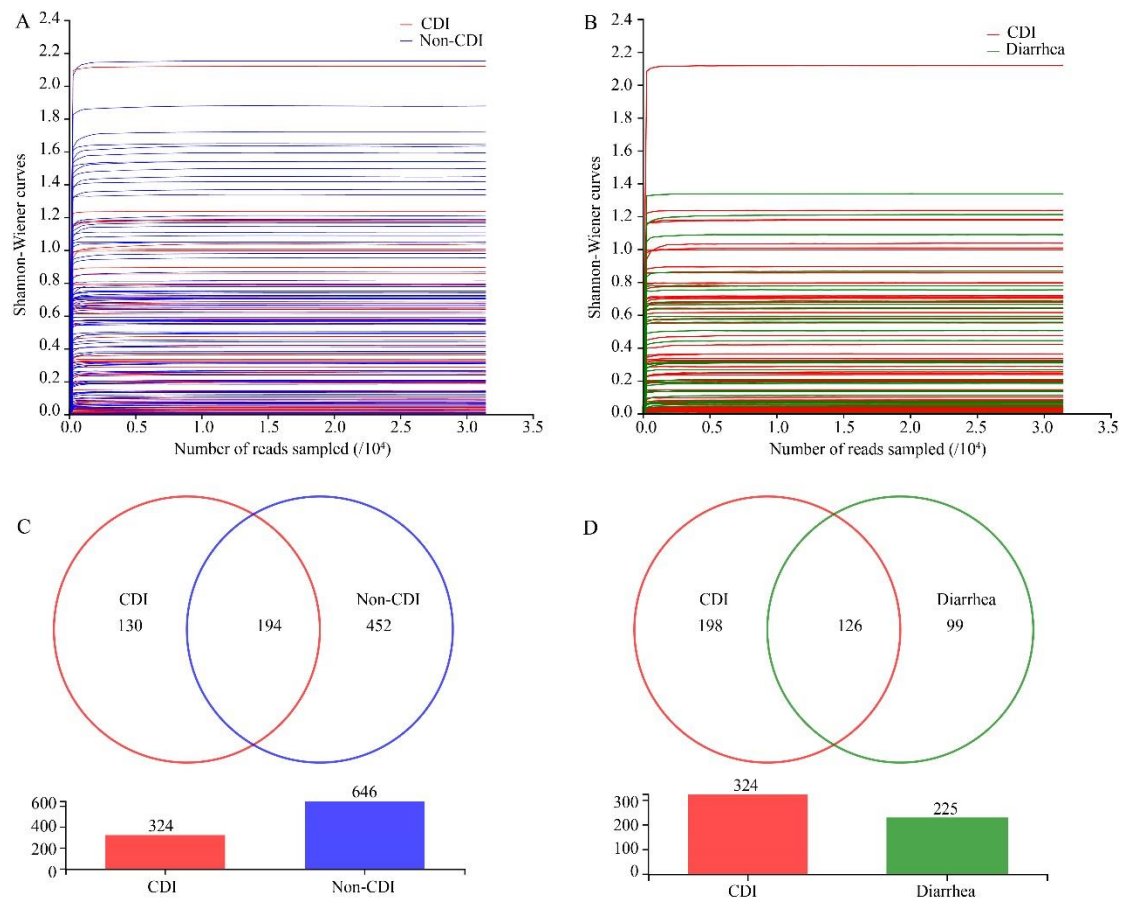 A
CDI
Non-CDI
Shannon-Wiener curves
2.4
2.2
2.0
1.8
1.6
1.4
1.2
1.0
0.8
0.6
0.4
0.2
0.0
0.0 0.5 1.0 1.5 2.0 2.5 3.0 3.5
Number of reads sampled (/10⁴)
B
CDI
Diarrhea
Shannon-Wiener curves
2.4
2.2
2.0
1.8
1.6
1.4
1.2
1.0
0.8
0.6
0.4
0.2
0.0
0.0 0.5 1.0 1.5 2.0 2.5 3.0 3.5
Number of reads sampled (/10⁴)
C
CDI Non-CDI
130 194 452
646
600
400
324
200
0
CDI Non-CDI
D
CDI Diarrhea
198 126 99
324
300
225
200
100
0
CDI Diarrhea